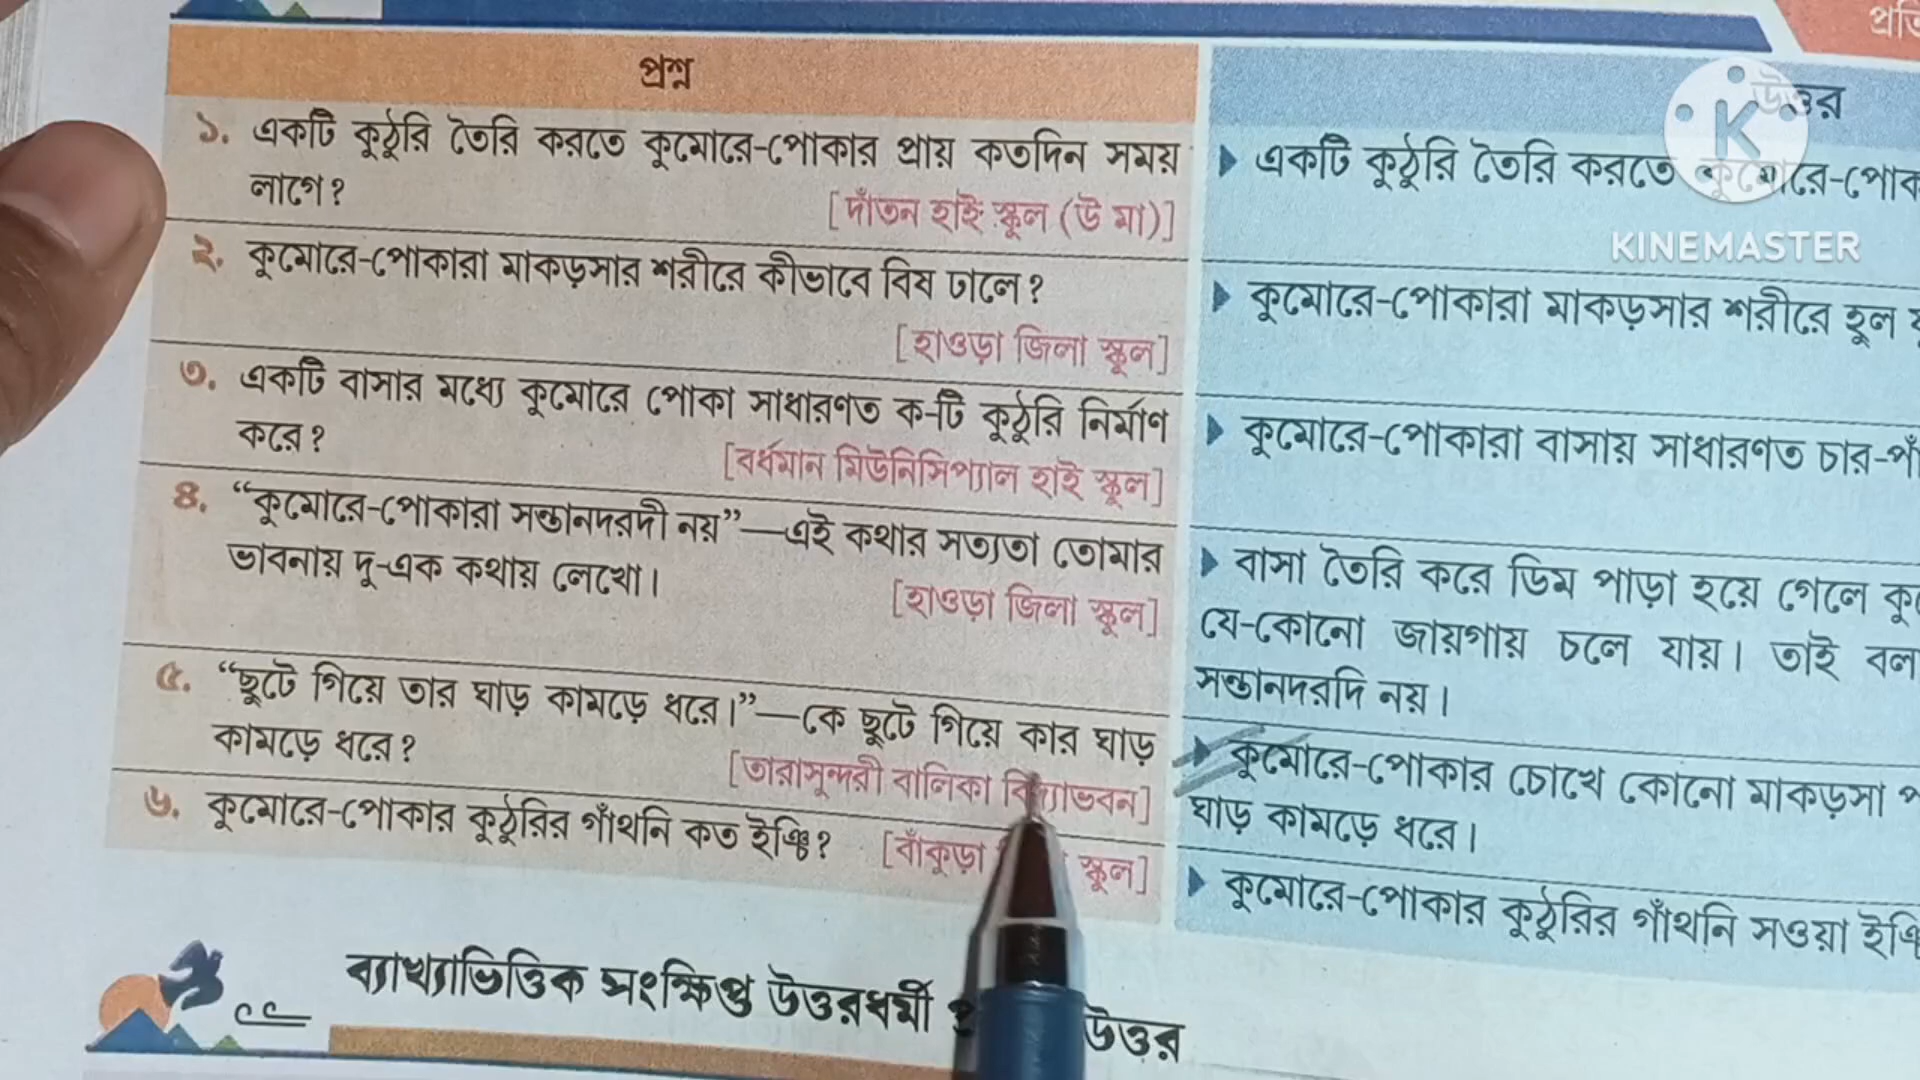 প্রতি
প্রশ্ন
১. একটি কুঠুরি তৈরি করতে কুমোরে-পোকার প্রায় কতদিন সময়
লাগে?
[দাঁতন হাই স্কুল (উ মা)]
২. কুমোরে-পোকারা মাকড়সার শরীরে কীভাবে বিষ ঢালে?
[হাওড়া জিলা স্কুল]
৩. একটি বাসার মধ্যে কুমোরে পোকা সাধারণত ক-টি কুঠুরি নির্মাণ
করে?
[বর্ধমান মিউনিসিপ্যাল হাই স্কুল]
৪. “কুমোরে-পোকারা সন্তানদরদী নয়”—এই কথার সত্যতা তোমার
ভাবনায় দু-এক কথায় লেখো।
[হাওড়া জিলা স্কুল]
৫. “ছুটে গিয়ে তার ঘাড় কামড়ে ধরে।”—কে ছুটে গিয়ে কার ঘাড়
কামড়ে ধরে?
[তারাসুন্দরী বালিকা বিদ্যাভবন]
৬. কুমোরে-পোকার কুঠুরির গাঁথনি কত ইঞ্চি?
[বাঁকুড়া স্কুল]
উত্তর
K
KINEMASTER
একটি কুঠুরি তৈরি করতে কুমোরে-পোক
কুমোরে-পোকারা মাকড়সার শরীরে হুল
কুমোরে-পোকারা বাসায় সাধারণত চার-পাঁ
বাসা তৈরি করে ডিম পাড়া হয়ে গেলে
যে-কোনো জায়গায় চলে যায়। তাই বল
সন্তানদরদি নয়।
কুমোরে-পোকার চোখে কোনো মাকড়সা প
ঘাড় কামড়ে ধরে।
কুমোরে-পোকার কুঠুরির গাঁথনি সওয়া ইঞ্চি
ব্যাখ্যাভিত্তিক সংক্ষিপ্ত উত্তরধর্মী উত্তর